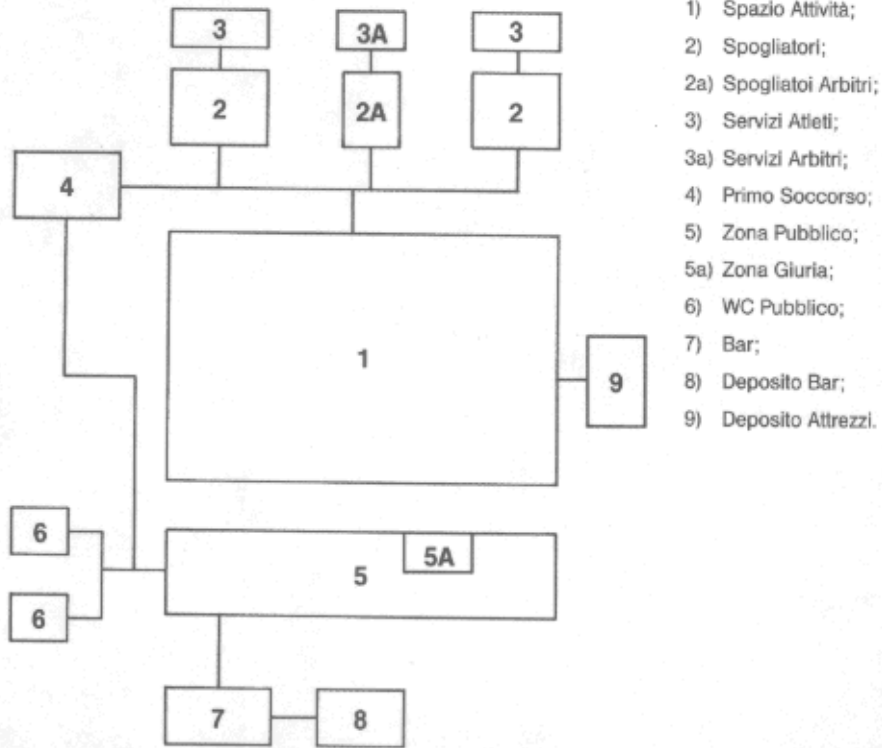 3 3A 3
2 2A 2
4
1
9
6
5A
5
6
7 8
1) Spazio Attività;
2) Spogliatori;
2a) Spogliatoi Arbitri;
3) Servizi Atleti;
3a) Servizi Arbitri;
4) Primo Soccorso;
5) Zona Pubblico;
5a) Zona Giuria;
6) WC Pubblico;
7) Bar;
8) Deposito Bar;
9) Deposito Attrezzi.